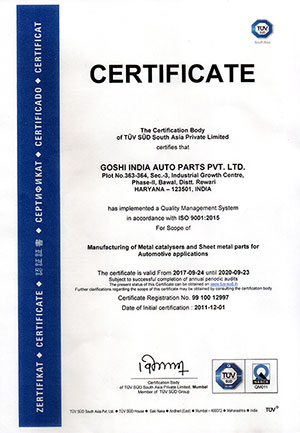 TÜV
SÜD
South Asia
CERTIFICATE
The Certification Body
of TÜV SÜD South Asia Private Limited
certifies that
GOSHI INDIA AUTO PARTS PVT. LTD.
Plot No.363-364, Sec.-3, Industrial Growth Centre,
Phase-II, Bawal, Distt. Rewari
HARYANA – 123501, INDIA
has implemented a Quality Management System
in accordance with ISO 9001:2015
For Scope of
Manufacturing of Metal catalysers and Sheet metal parts for
Automotive applications
The certificate is valid From 2017-09-24 until 2020-09-23
Subject to successful completion of annual periodic audits
The present status of this Certificate can be obtained on www.tuv-sud.in
Further clarifications regarding the scope of this certificate may be obtained by consulting the certification body
Certificate Registration No. 99 100 12997
Date of Initial certification : 2011-12-01
Certification Body
of TÜV SÜD South Asia Private Limited, Mumbai
Member of TÜV SÜD Group
TÜV
SÜD
NABCB
QM011
TÜV SÜD South Asia Pvt. Ltd. • TÜV SÜD House • Saki Naka • Andheri (East) • Mumbai – 400072 • Maharashtra • India
TÜV
ZERTIFIKAT ◆ CERTIFICATE ◆ 認証証書 ◆ СЕРТИФИКАТ ◆ CERTIFICADO ◆ CERTIFICAT